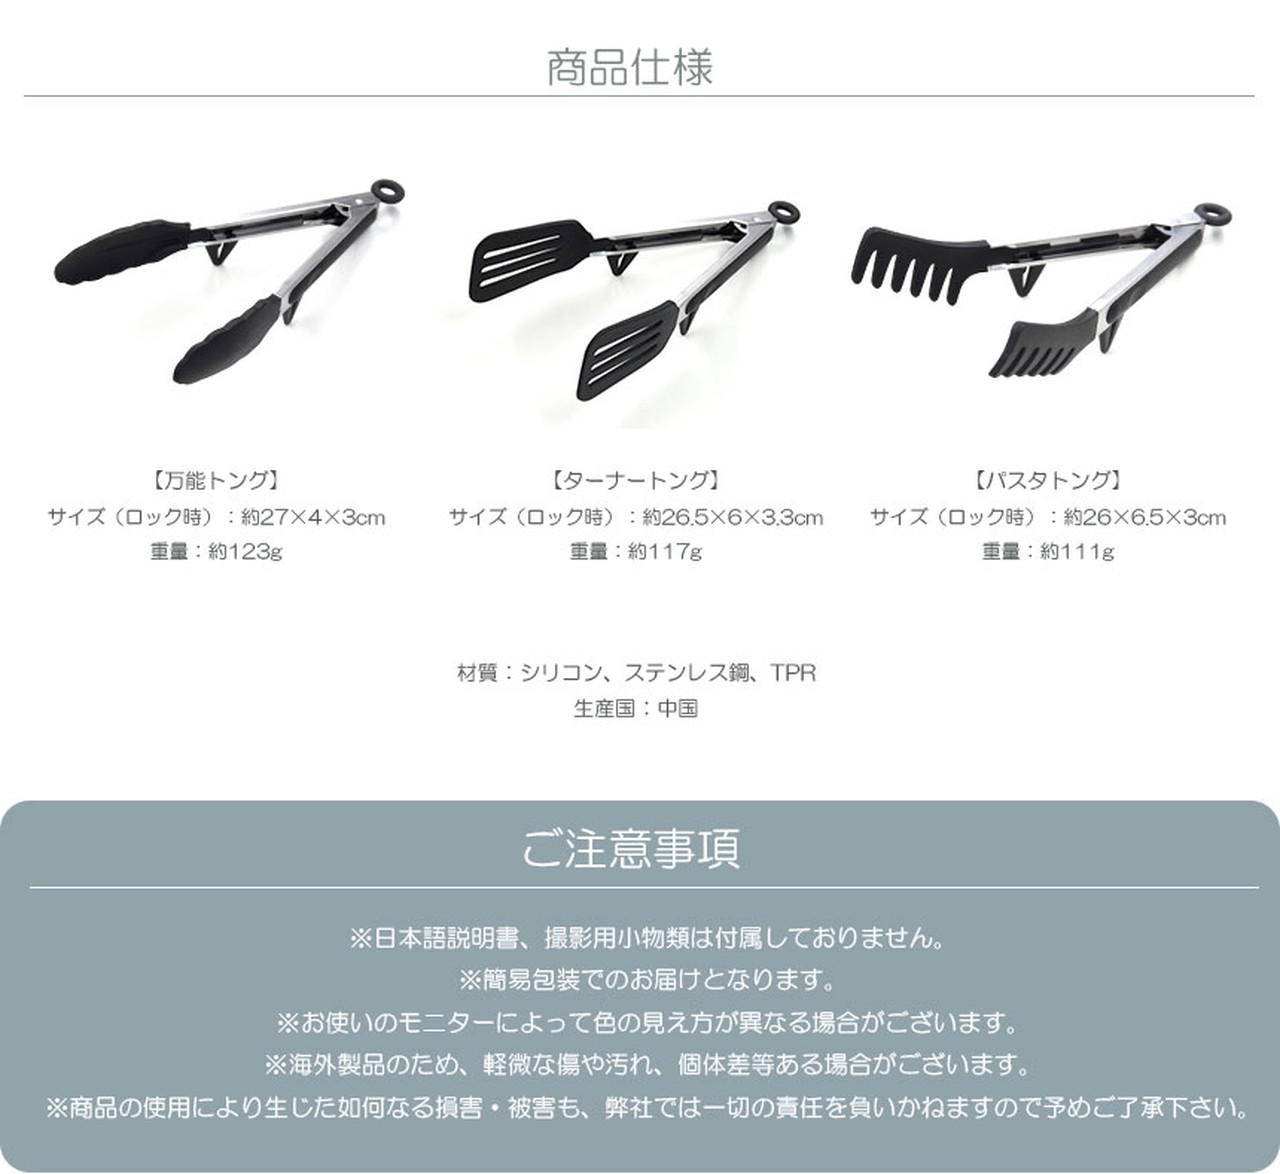 商品仕様
【万能トング】
サイズ（ロック時）：約27×4×3cm
重量：約123g
【ターナートング】
サイズ（ロック時）：約26.5×6×3.3cm
重量：約117g
【パスタトング】
サイズ（ロック時）：約26×6.5×3cm
重量：約111g
材質：シリコン、ステンレス鋼、TPR
生産国：中国
ご注意事項
※日本語説明書、撮影用小物類は付属しておりません。
※簡易包装でのお届けとなります。
※お使いのモニターによって色の見え方が異なる場合がございます。
※海外製品のため、軽微な傷や汚れ、個体差等ある場合がございます。
※商品の使用により生じた如何なる損害・被害も、弊社では一切の責任を負いかねますので予めご了承下さい。